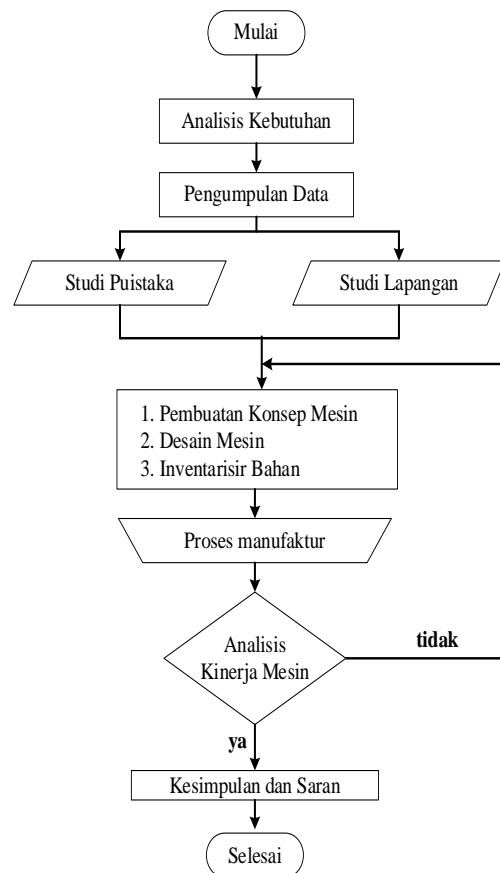 Mulai
Analisis Kebutuhan
Pengumpulan Data
Studi Puistaka
Studi Lapangan
1. Pembuatan Konsep Mesin
2. Desain Mesin
3. Inventarisir Bahan
Proses manufaktur
Analisis
Kinerja Mesin
tidak
ya
Kesimpulan dan Saran
Selesai